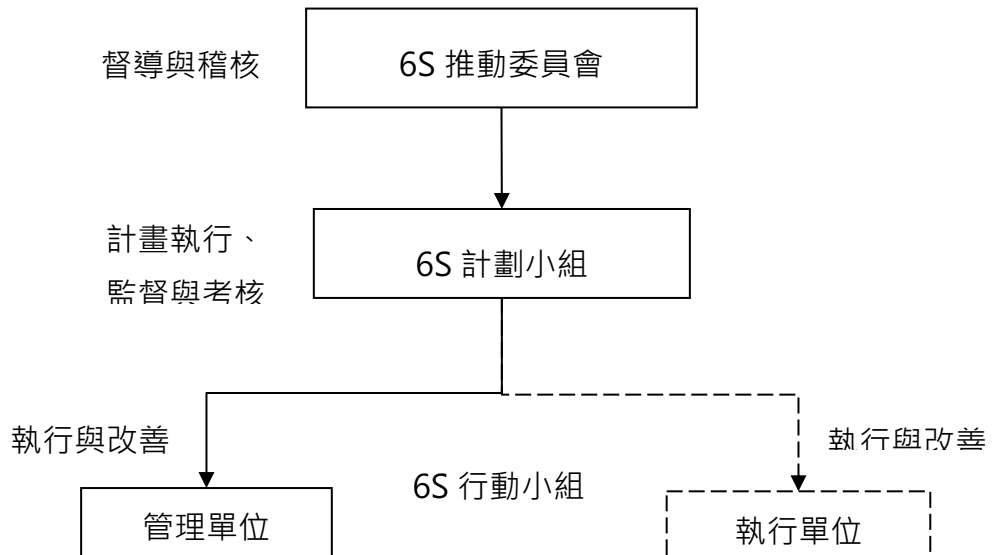 督導與稽核
6S 推動委員會
計畫執行、
監督與考核
6S 計劃小組
執行與改善
執行與改善
6S 行動小組
管理單位
執行單位